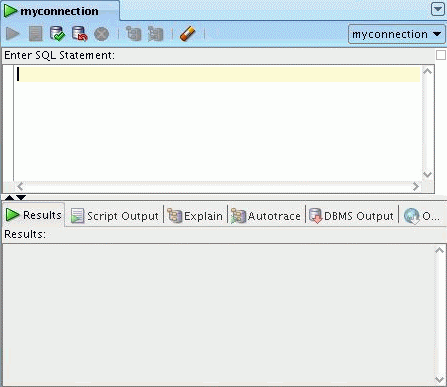 myconnection
myconnection
Enter SQL Statement:
Results Script Output Explain Autotrace DBMS Output O...
Results: